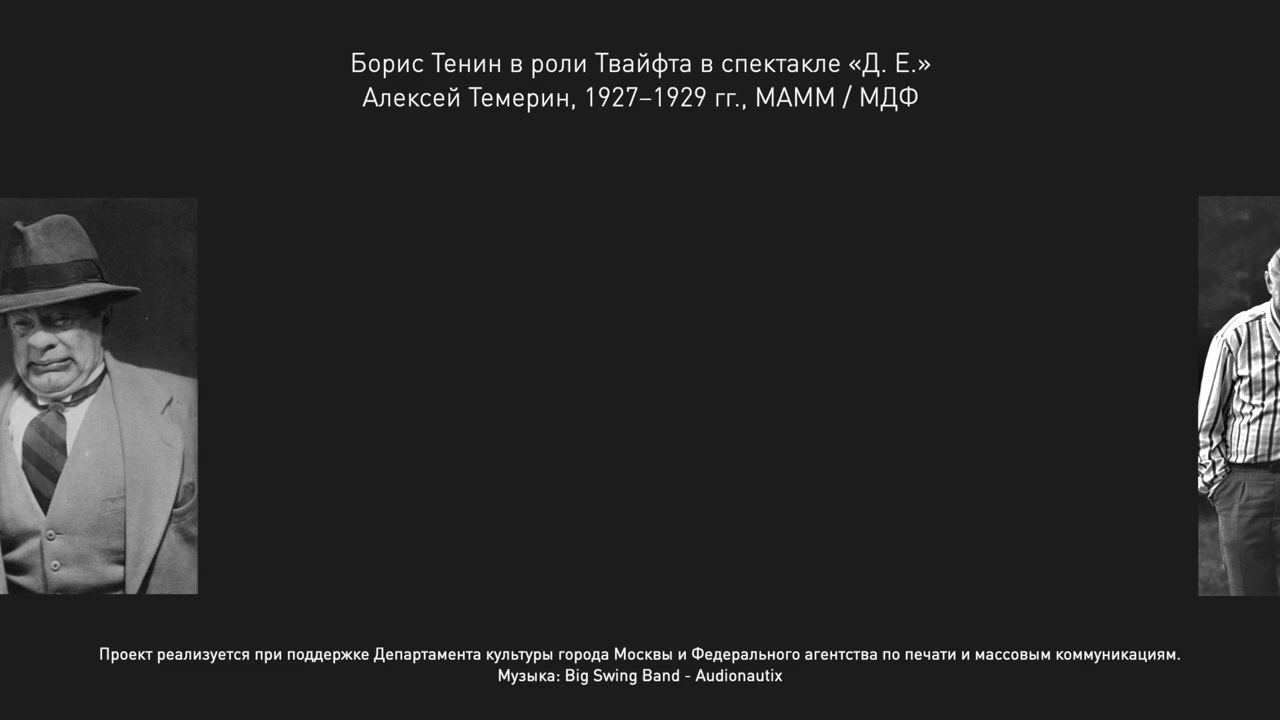 Борис Тенин в роли Твайфта в спектакле «Д. Е.»
Алексей Темерин, 1927–1929 гг., МАММ / МДФ
Проект реализуется при поддержке Департамента культуры города Москвы и Федерального агентства по печати и массовым коммуникациям.
Музыка: Big Swing Band - Audionautix